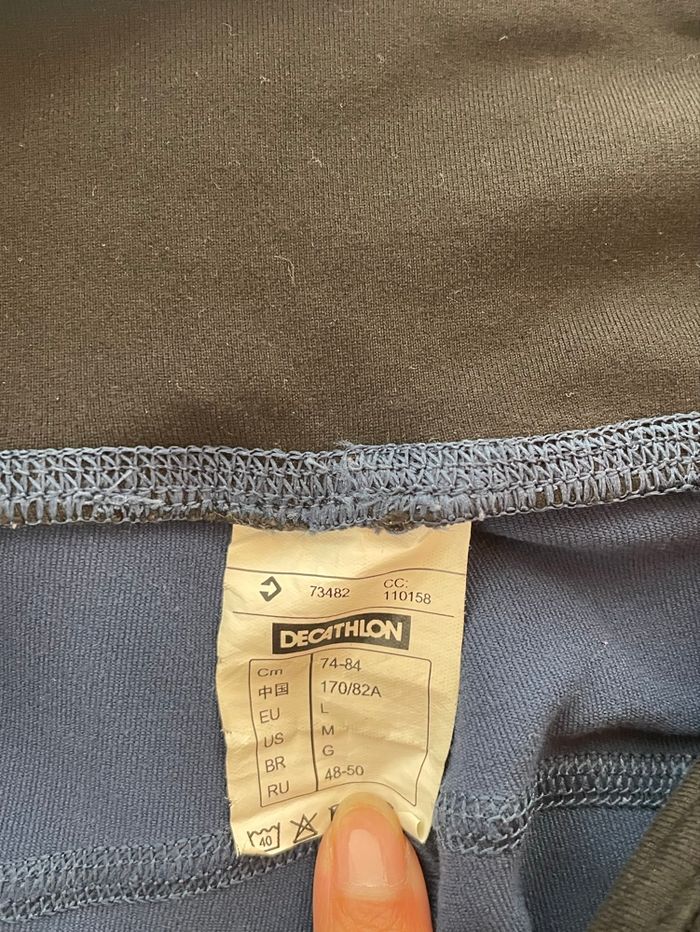 73482 CC:
110158
DECATHLON
Cm 74-84
中国 170/82A
EU L
US M
BR G
RU 48-50
40